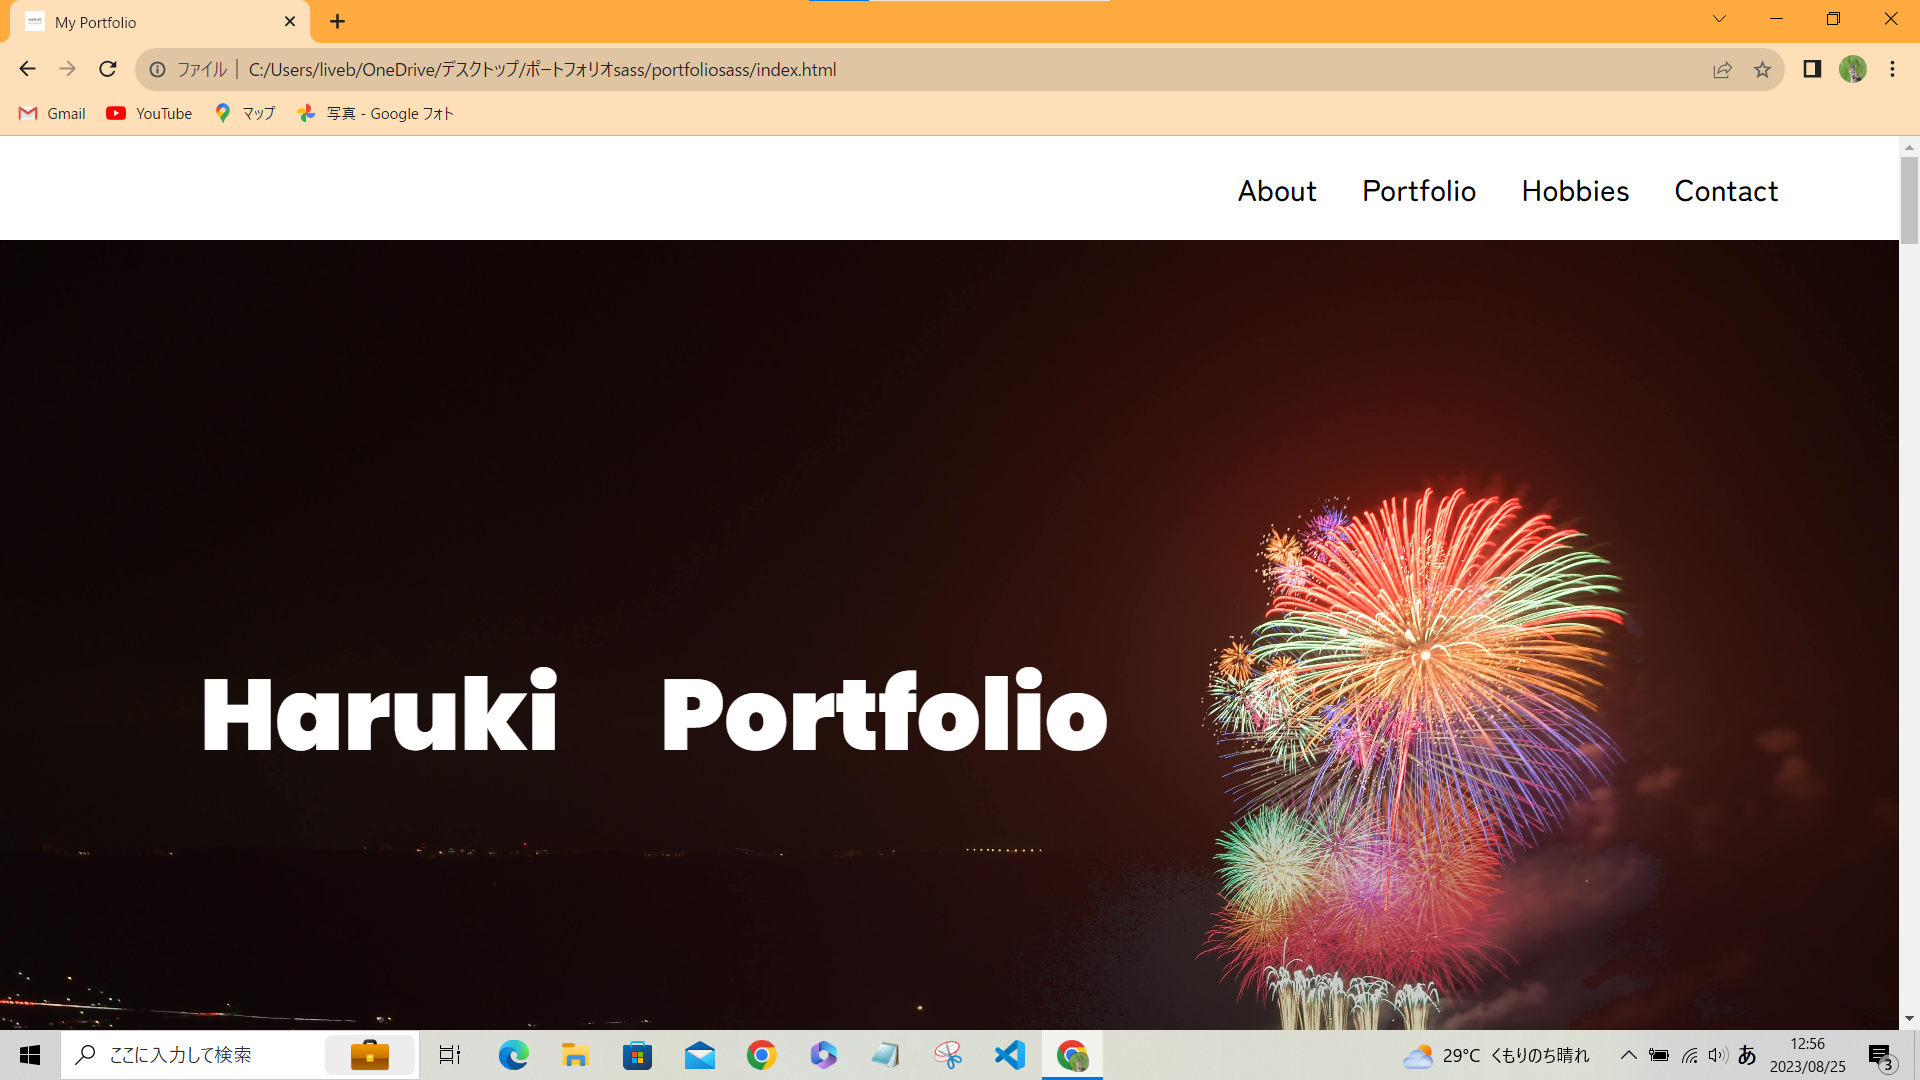 My Portfolio
ファイル | C:/Users/liveb/OneDrive/デスクトップ/ポートフォリオsass/portfoliosass/index.html
Gmail YouTube マップ 写真 - Google フォト
About Portfolio Hobbies Contact
Haruki Portfolio
ここに入力して検索
29°C くもりのち晴れ
あ
12:56
2023/08/25
3